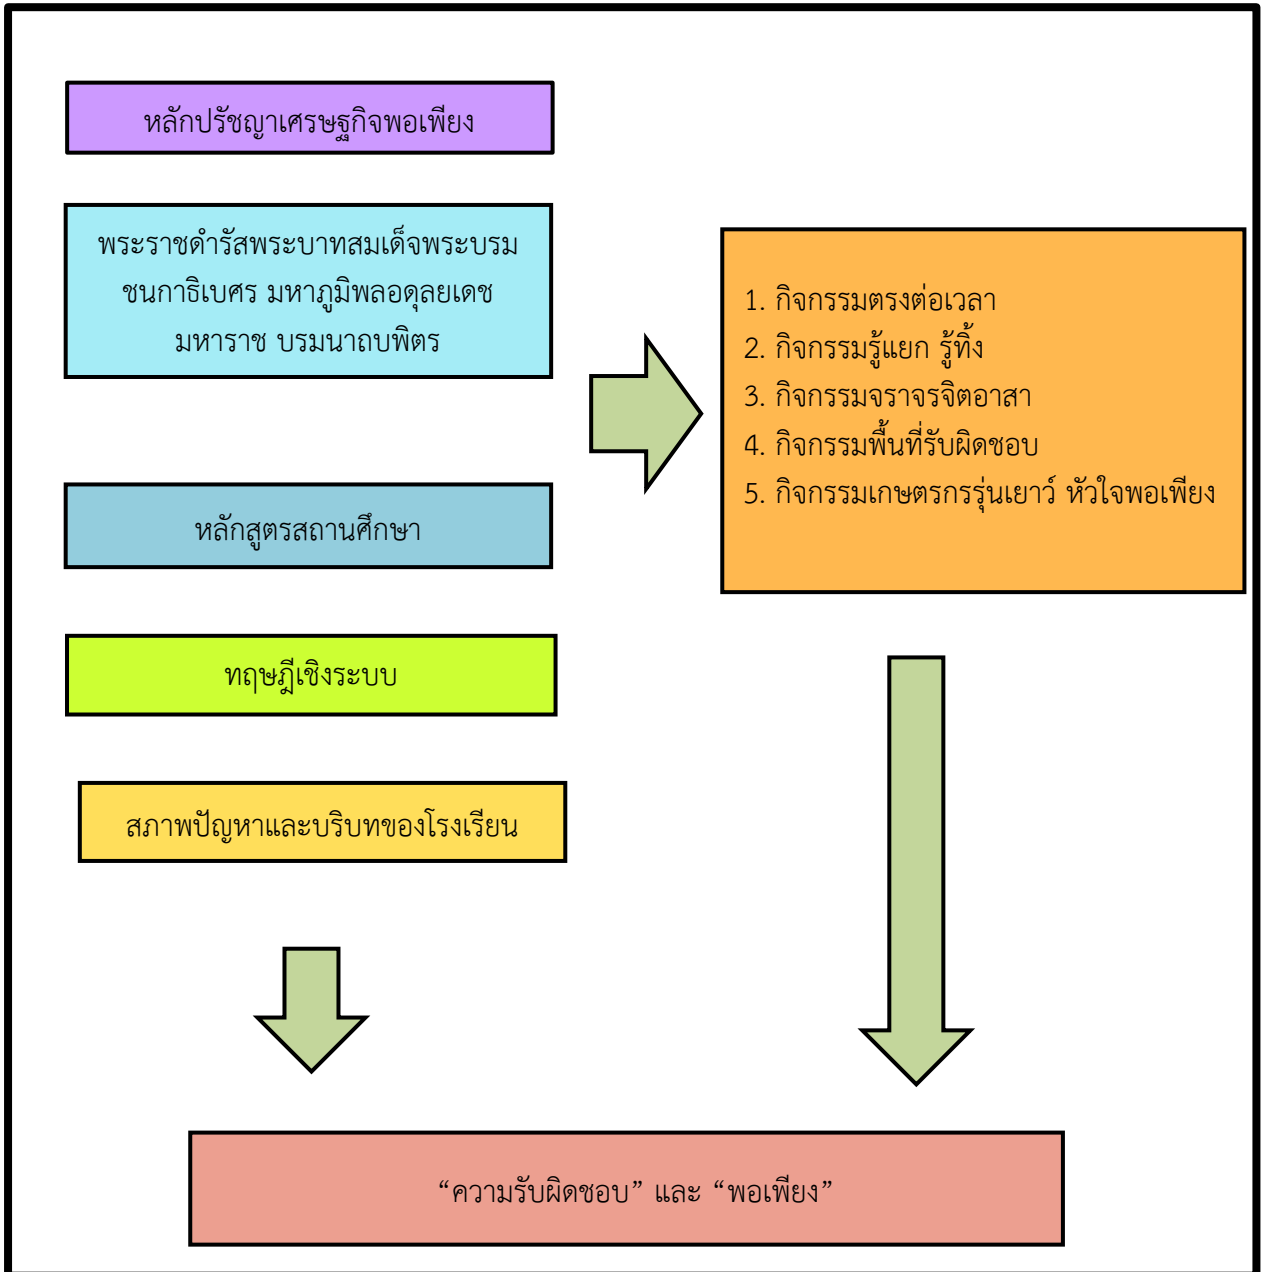 หลักปรัชญาเศรษฐกิจพอเพียง
พระราชดำรัสพระบาทสมเด็จพระบรม
ชนกาธิเบศร มหาภูมิพลอดุลยเดช
มหาราช บรมนาถบพิตร
หลักสูตรสถานศึกษา
ทฤษฎีเชิงระบบ
สภาพปัญหาและบริบทของโรงเรียน
1. กิจกรรมตรงต่อเวลา
2. กิจกรรมรู้แยก รู้ทิ้ง
3. กิจกรรมจราจรจิตอาสา
4. กิจกรรมพื้นที่รับผิดชอบ
5. กิจกรรมเกษตรกรรุ่นเยาว์ หัวใจพอเพียง
“ความรับผิดชอบ” และ “พอเพียง”